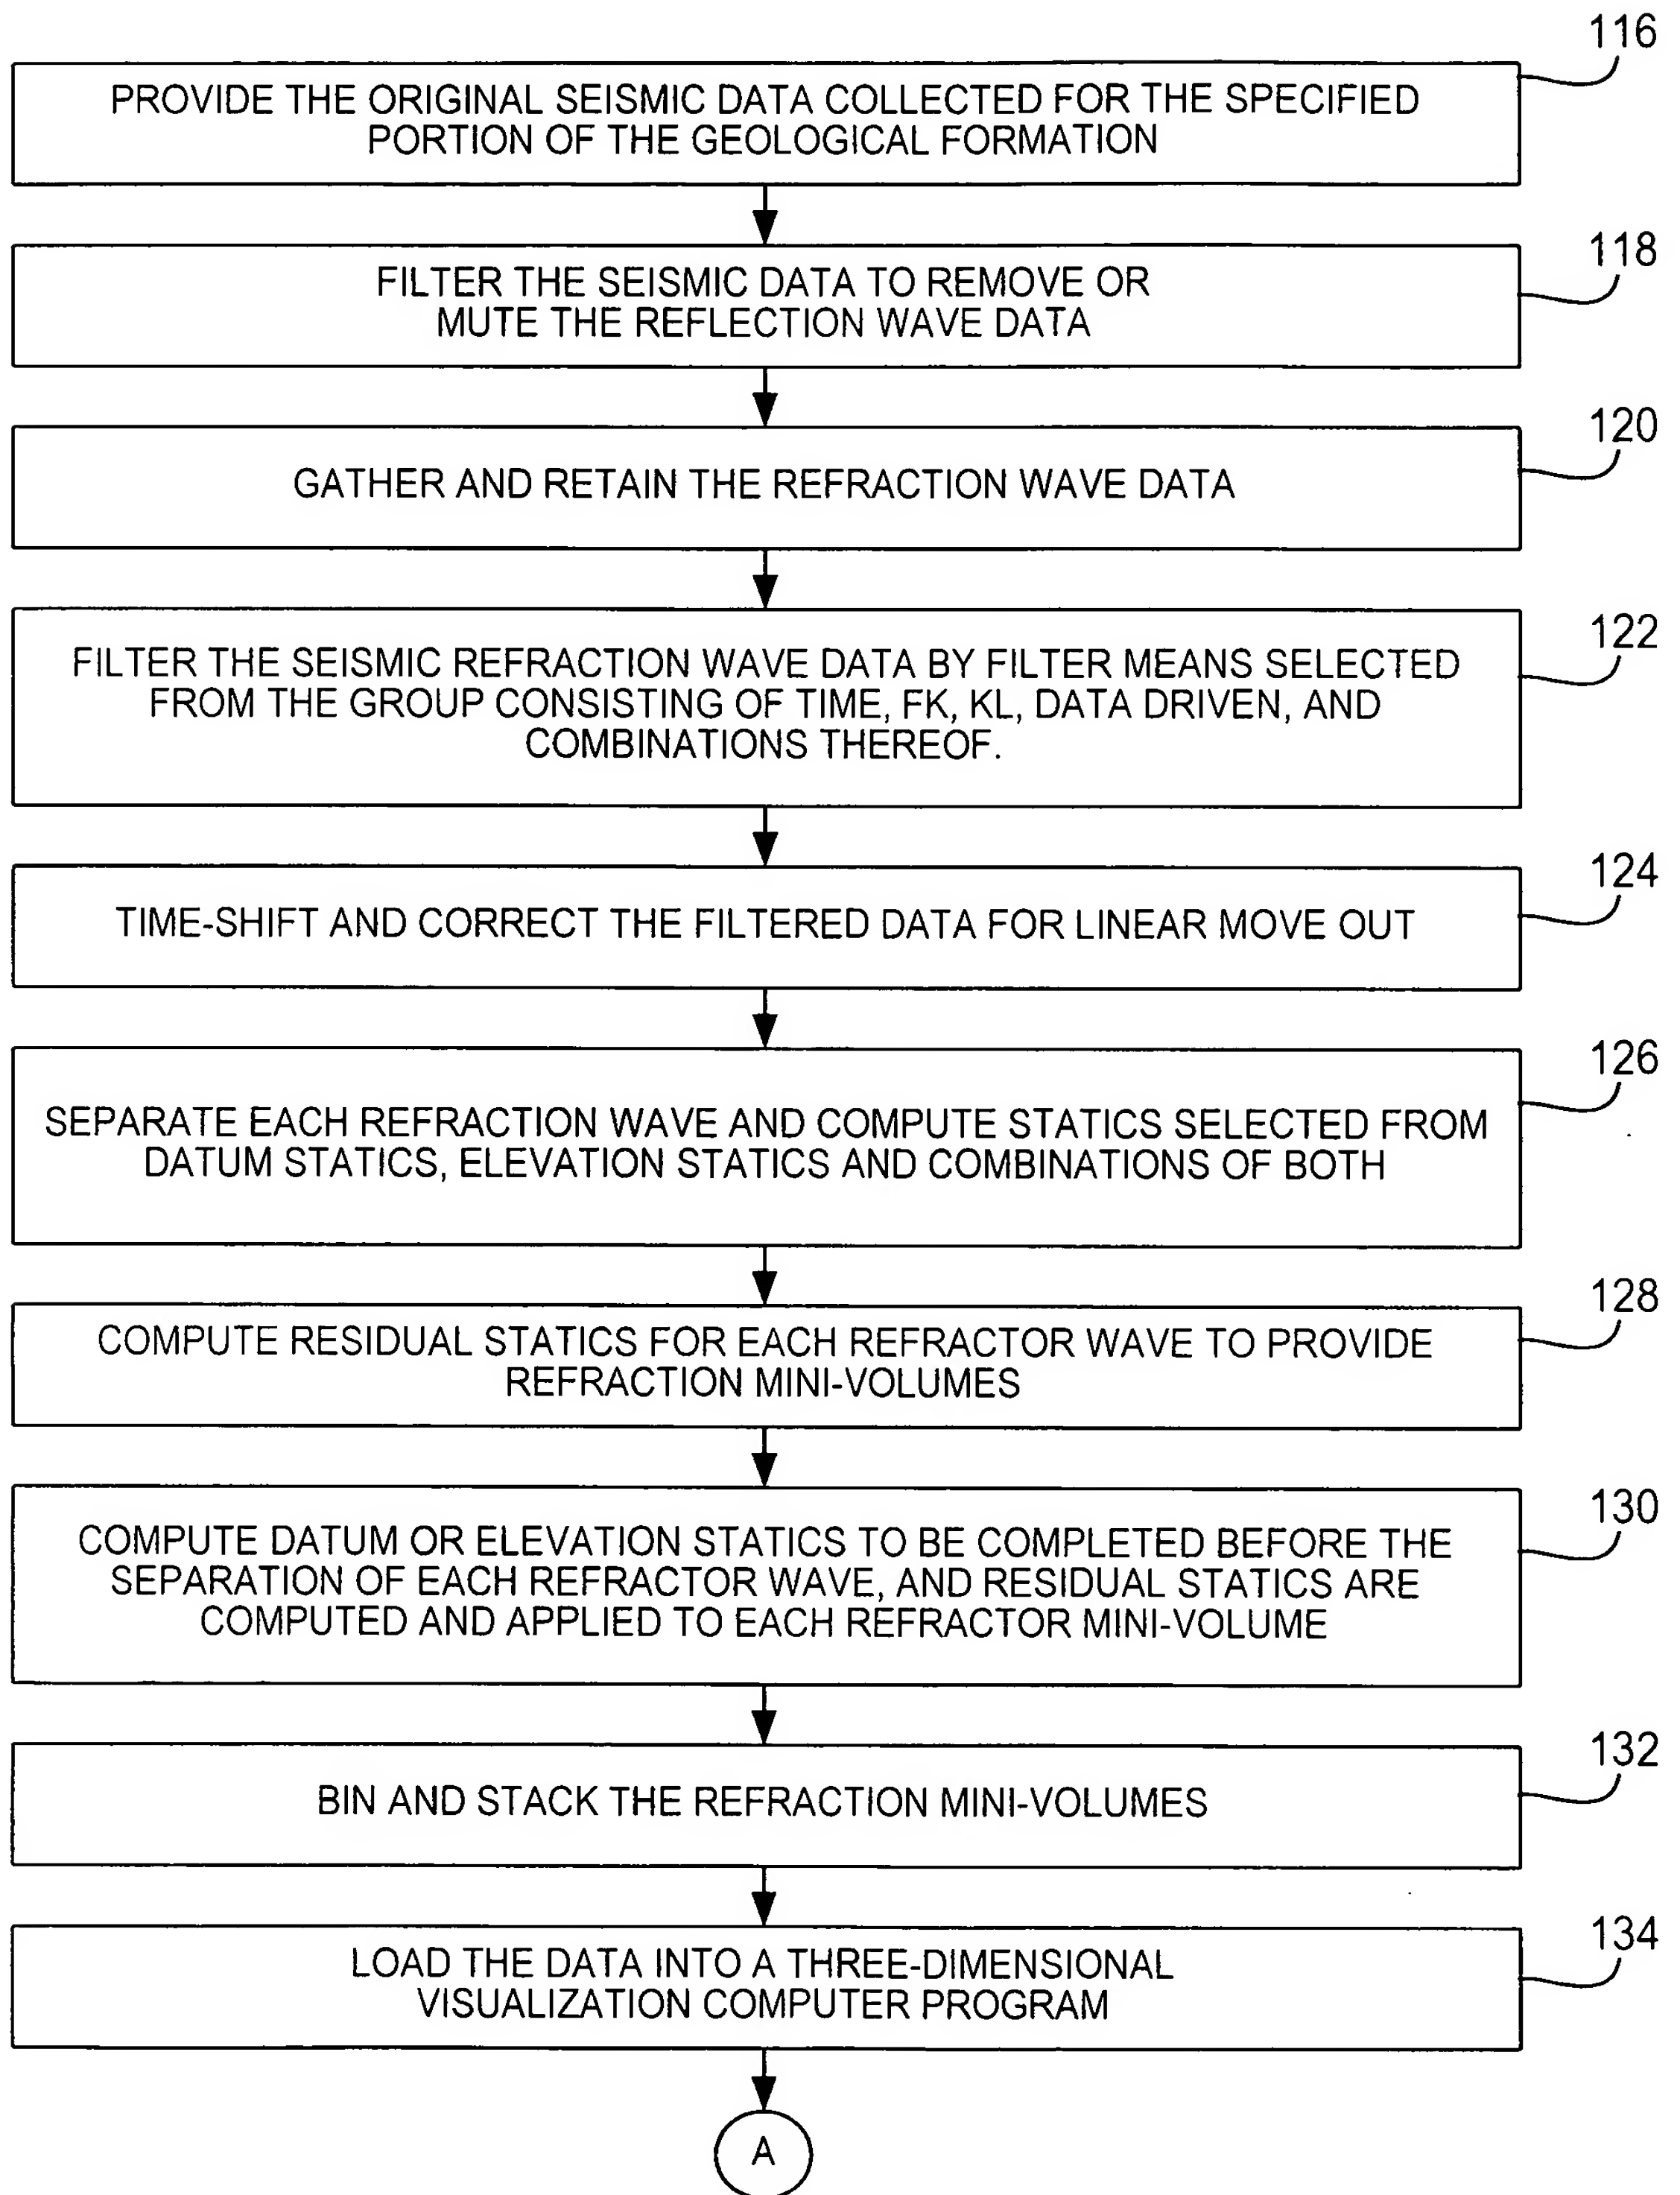 116
PROVIDE THE ORIGINAL SEISMIC DATA COLLECTED FOR THE SPECIFIED
PORTION OF THE GEOLOGICAL FORMATION
118
FILTER THE SEISMIC DATA TO REMOVE OR
MUTE THE REFLECTION WAVE DATA
120
GATHER AND RETAIN THE REFRACTION WAVE DATA
122
FILTER THE SEISMIC REFRACTION WAVE DATA BY FILTER MEANS SELECTED
FROM THE GROUP CONSISTING OF TIME, FK, KL, DATA DRIVEN, AND
COMBINATIONS THEREOF.
124
TIME-SHIFT AND CORRECT THE FILTERED DATA FOR LINEAR MOVE OUT
126
SEPARATE EACH REFRACTION WAVE AND COMPUTE STATICS SELECTED FROM
DATUM STATICS, ELEVATION STATICS AND COMBINATIONS OF BOTH
128
COMPUTE RESIDUAL STATICS FOR EACH REFRACTOR WAVE TO PROVIDE
REFRACTION MINI-VOLUMES
130
COMPUTE DATUM OR ELEVATION STATICS TO BE COMPLETED BEFORE THE
SEPARATION OF EACH REFRACTOR WAVE, AND RESIDUAL STATICS ARE
COMPUTED AND APPLIED TO EACH REFRACTOR MINI-VOLUME
132
BIN AND STACK THE REFRACTION MINI-VOLUMES
134
LOAD THE DATA INTO A THREE-DIMENSIONAL
VISUALIZATION COMPUTER PROGRAM
A